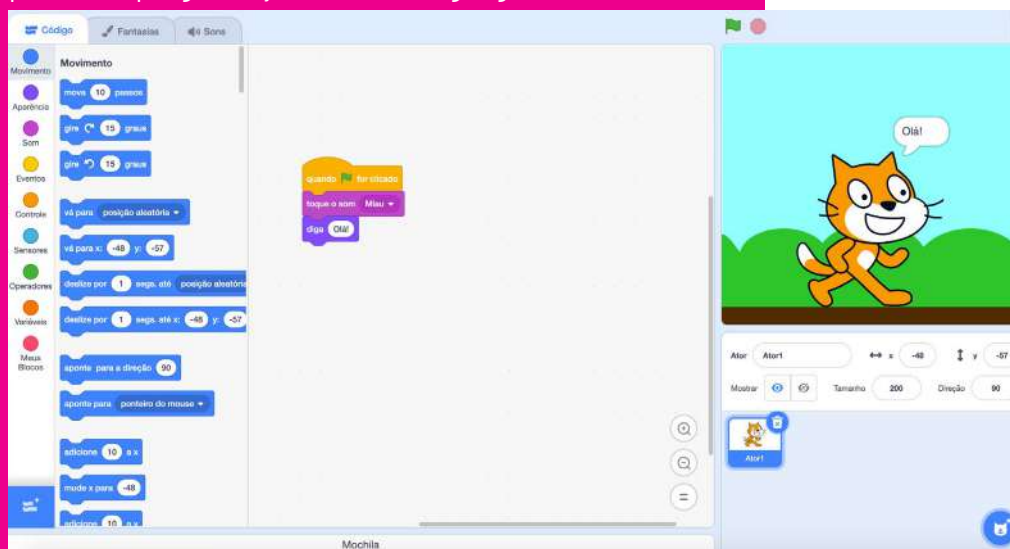 Código Fantasias Sons
Movimento
Aparência
Som
Eventos
Controle
Sensores
Operadores
Variáveis
Meus
Blocos
Movimento
mova 10 passos
gire 15 graus
gire 15 graus
vá para posição aleatória
vá para x: -48 y: -57
deslize por 1 segs. até posição aleatória
deslize por 1 segs. até x: -48 y: -57
aponte para a direção 90
aponte para ponteiro do mouse
adicione 10 a x
mude x para -48
adicione 10 a y
quando for clicado
toque o som Miau
diga Olá!
Mochila
Olá!
Ator Ator1 x -48 y -57
Mostrar Tamanho 200 Direção 90
Ator1